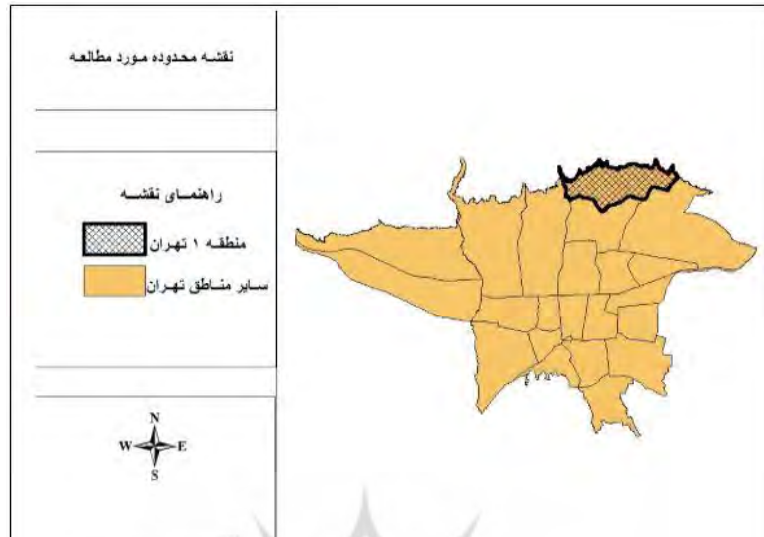 نقشه محدوده مورد مطالعه
راهنمای نقشه
منطقه ۱ تهران
سایر مناطق تهران
N
W E
S